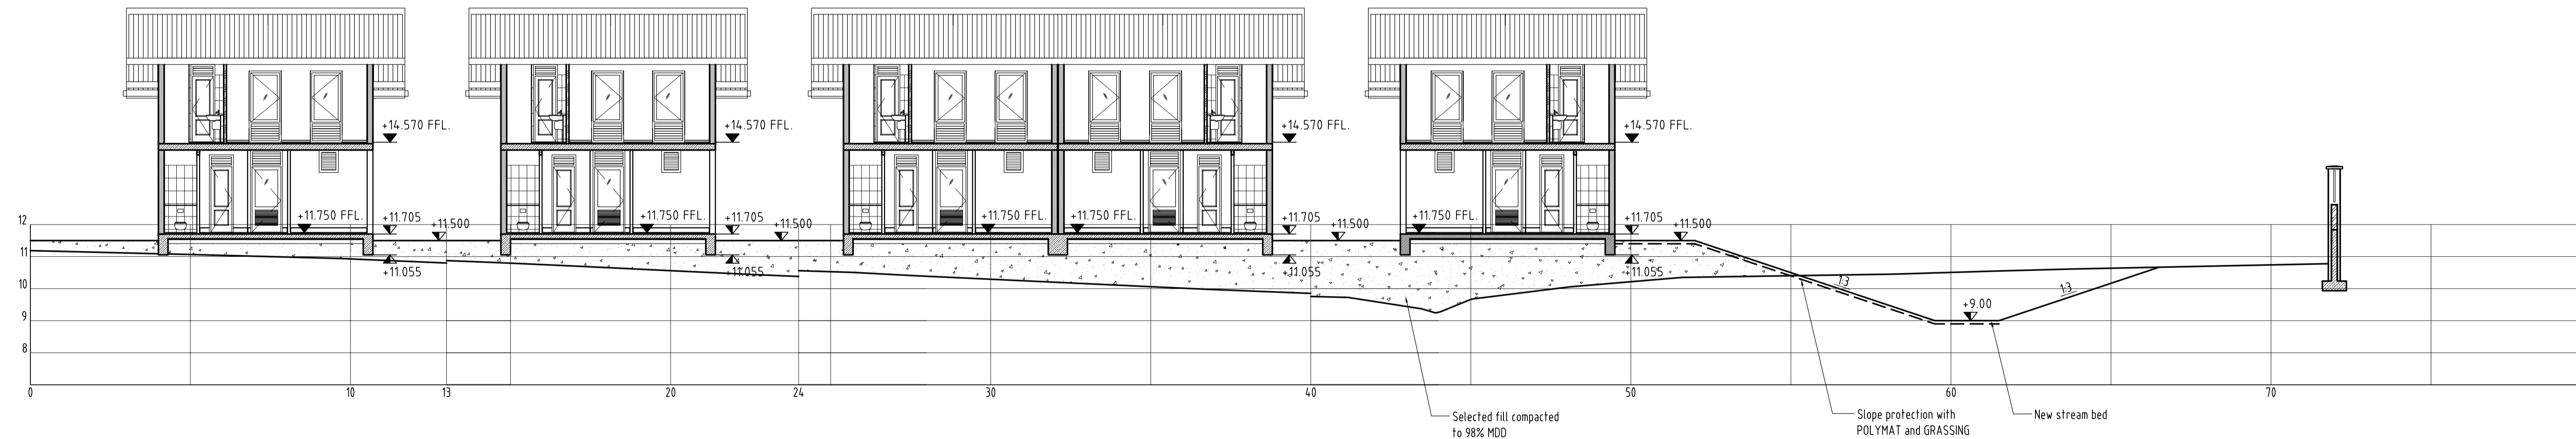 +14.570 FFL.
+14.570 FFL.
+14.570 FFL.
+14.570 FFL.
+11.750 FFL.
+11.705
+11.500
+11.750 FFL.
+11.705
+11.500
+11.750 FFL.
+11.750 FFL.
+11.705
+11.500
+11.750 FFL.
+11.705
+11.500
12
11
10
9
8
+11.055
+11.055
+11.055
+11.055
1:3
1:3
+9.00
0
10
13
20
24
30
40
50
60
70
Selected fill compacted
to 98% MDD
Slope protection with
POLYMAT and GRASSING
New stream bed